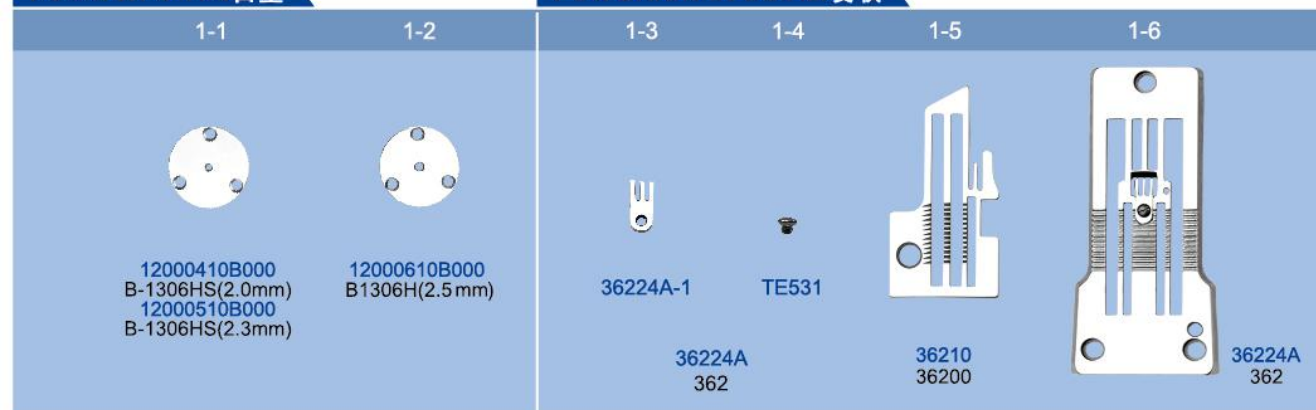 1-1
1-2
1-3
1-4
1-5
1-6
12000410B000
B-1306HS(2.0mm)
12000510B000
B-1306HS(2.3mm)
12000610B000
B1306H(2.5mm)
36224A-1
TE531
36224A
362
36210
36200
36224A
362